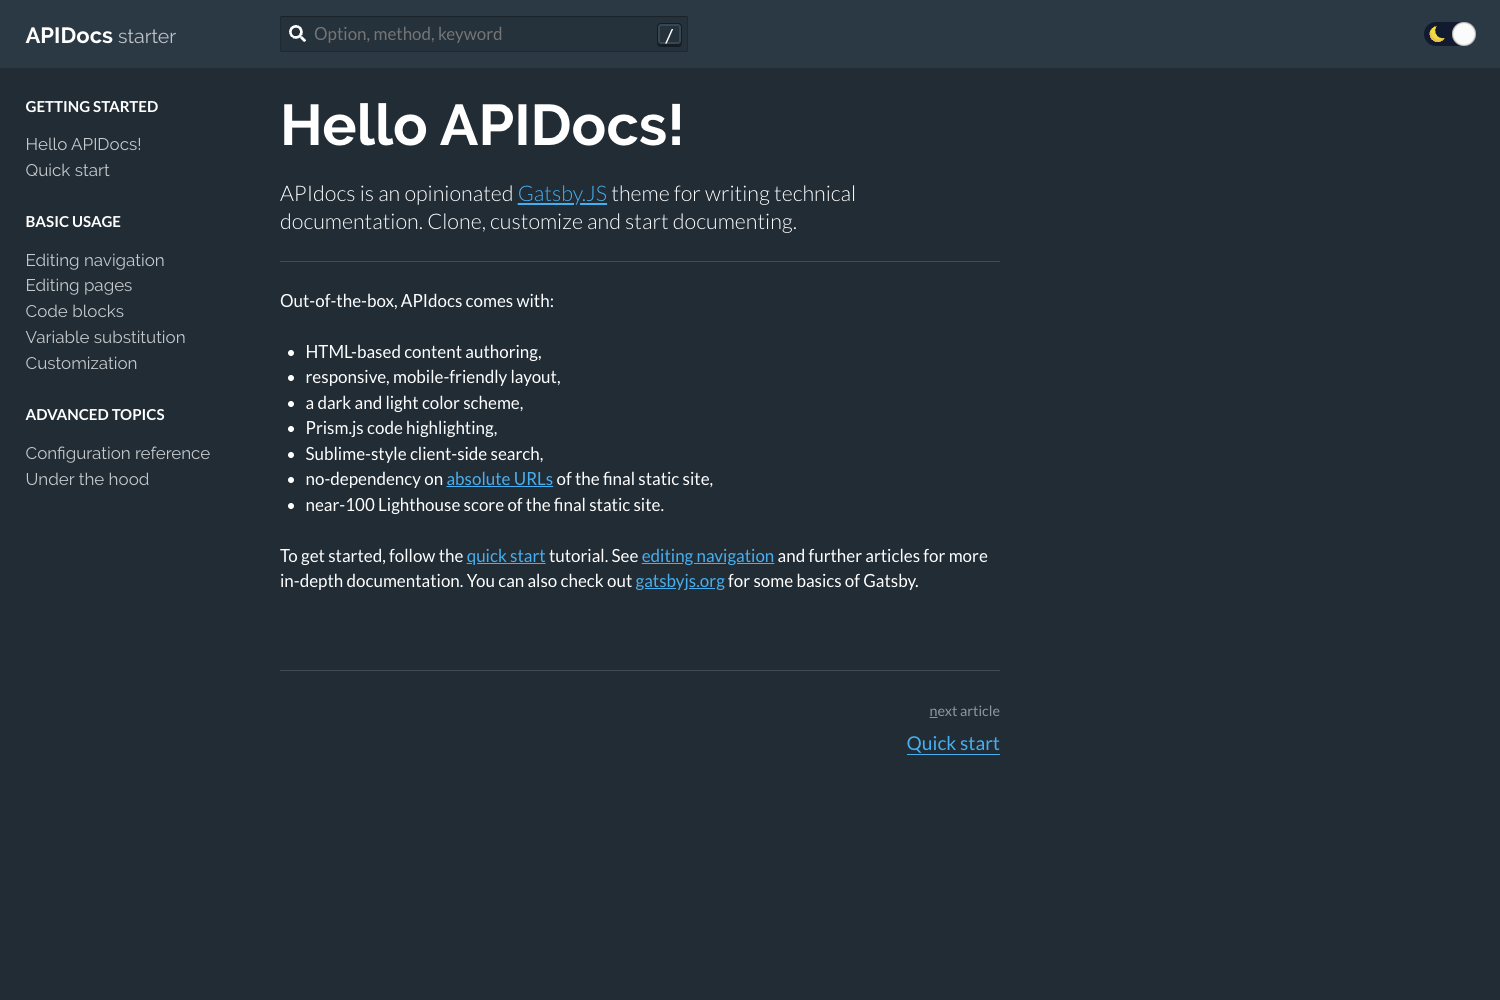 APIDocs starter
Option, method, keyword
/
GETTING STARTED
Hello APIDocs!
Quick start
BASIC USAGE
Editing navigation
Editing pages
Code blocks
Variable substitution
Customization
ADVANCED TOPICS
Configuration reference
Under the hood
Hello APIDocs!
APIdocs is an opinionated Gatsby.JS theme for writing technical
documentation. Clone, customize and start documenting.
Out-of-the-box, APIdocs comes with:
• HTML-based content authoring,
• responsive, mobile-friendly layout,
• a dark and light color scheme,
• Prism.js code highlighting,
• Sublime-style client-side search,
• no-dependency on absolute URLs of the final static site,
• near-100 Lighthouse score of the final static site.
To get started, follow the quick start tutorial. See editing navigation and further articles for more
in-depth documentation. You can also check out gatsbyjs.org for some basics of Gatsby.
next article
Quick start